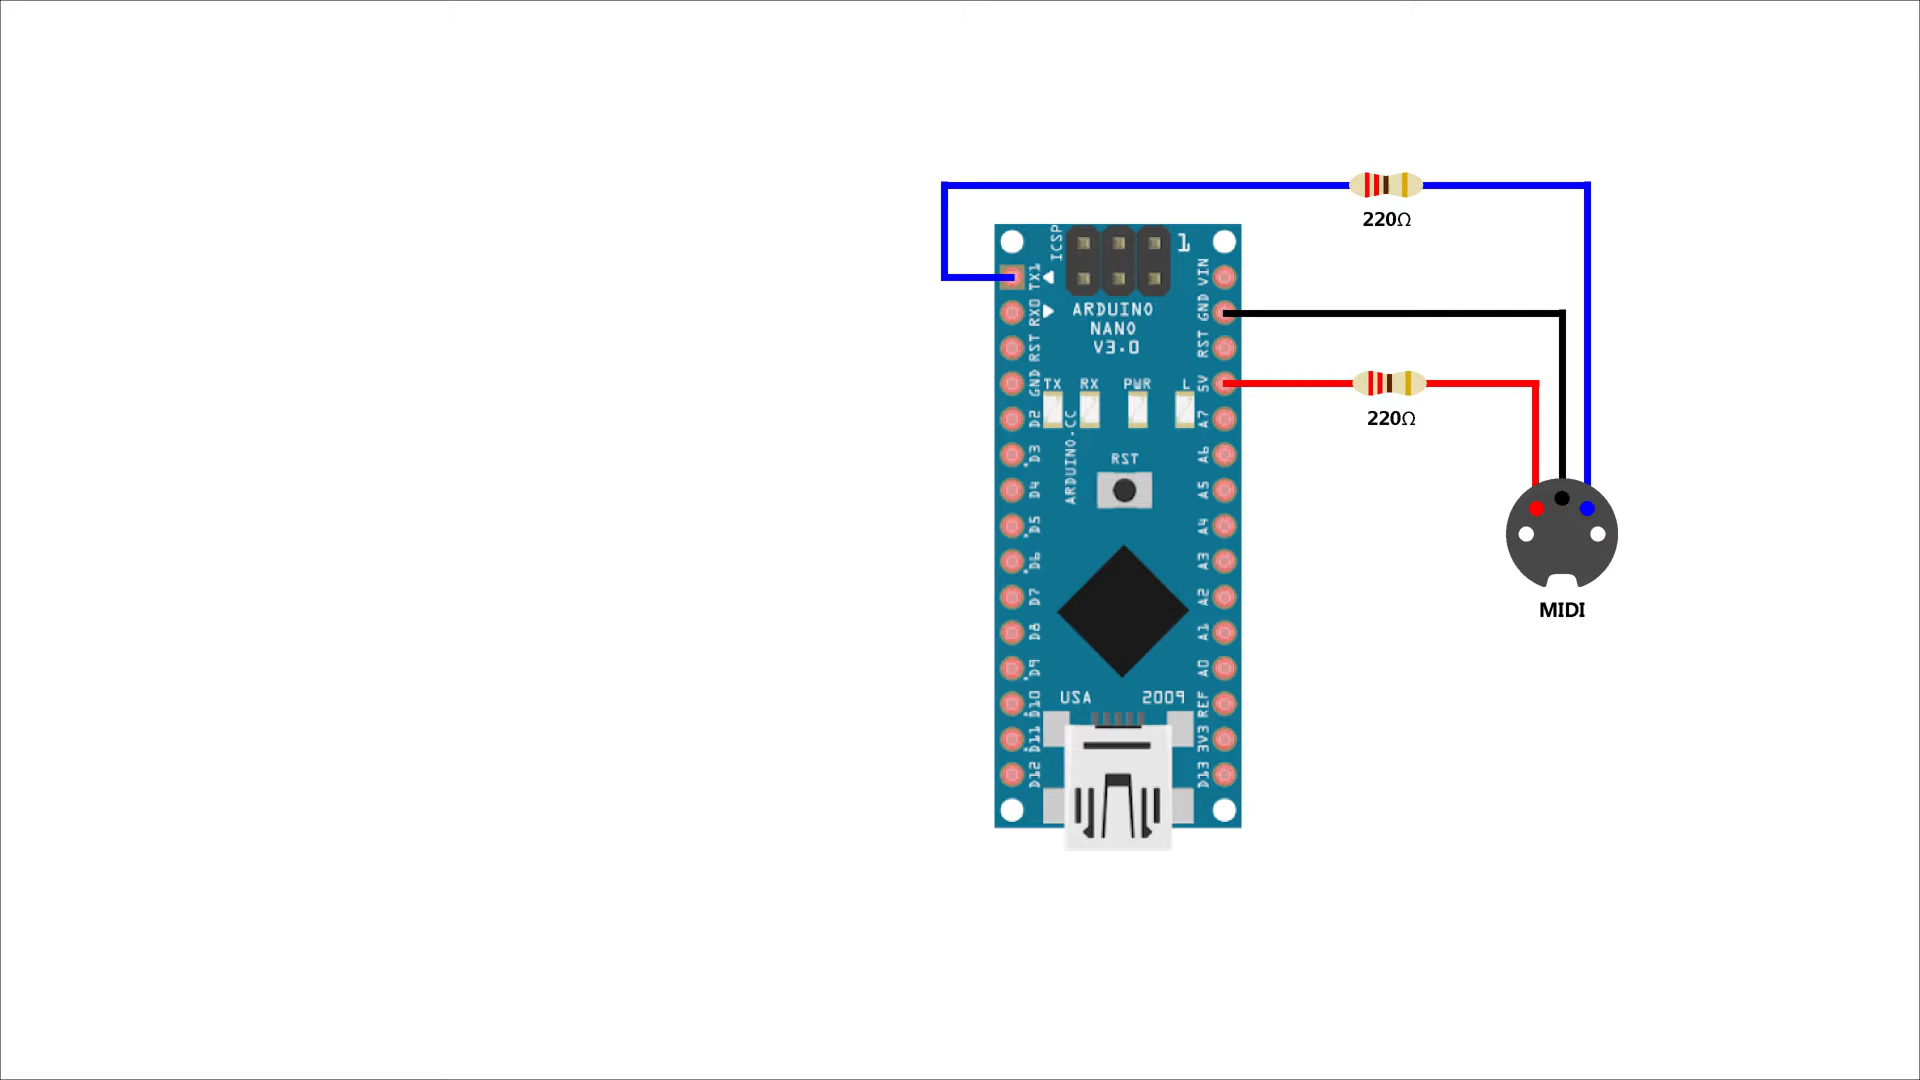 220Ω
ICSP
1
TX1
RX0
RST
GND
D2
D3
D4
D5
D6
D7
D8
D9
D10
D11
D12
ARDUINO
NANO
V3.0
TX RX PWR L
ARDUINO.CC
RST
USA 2009
VIN
GND
RST
5V
A7
A6
A5
A4
A3
A2
A1
A0
REF
3V3
D13
220Ω
MIDI